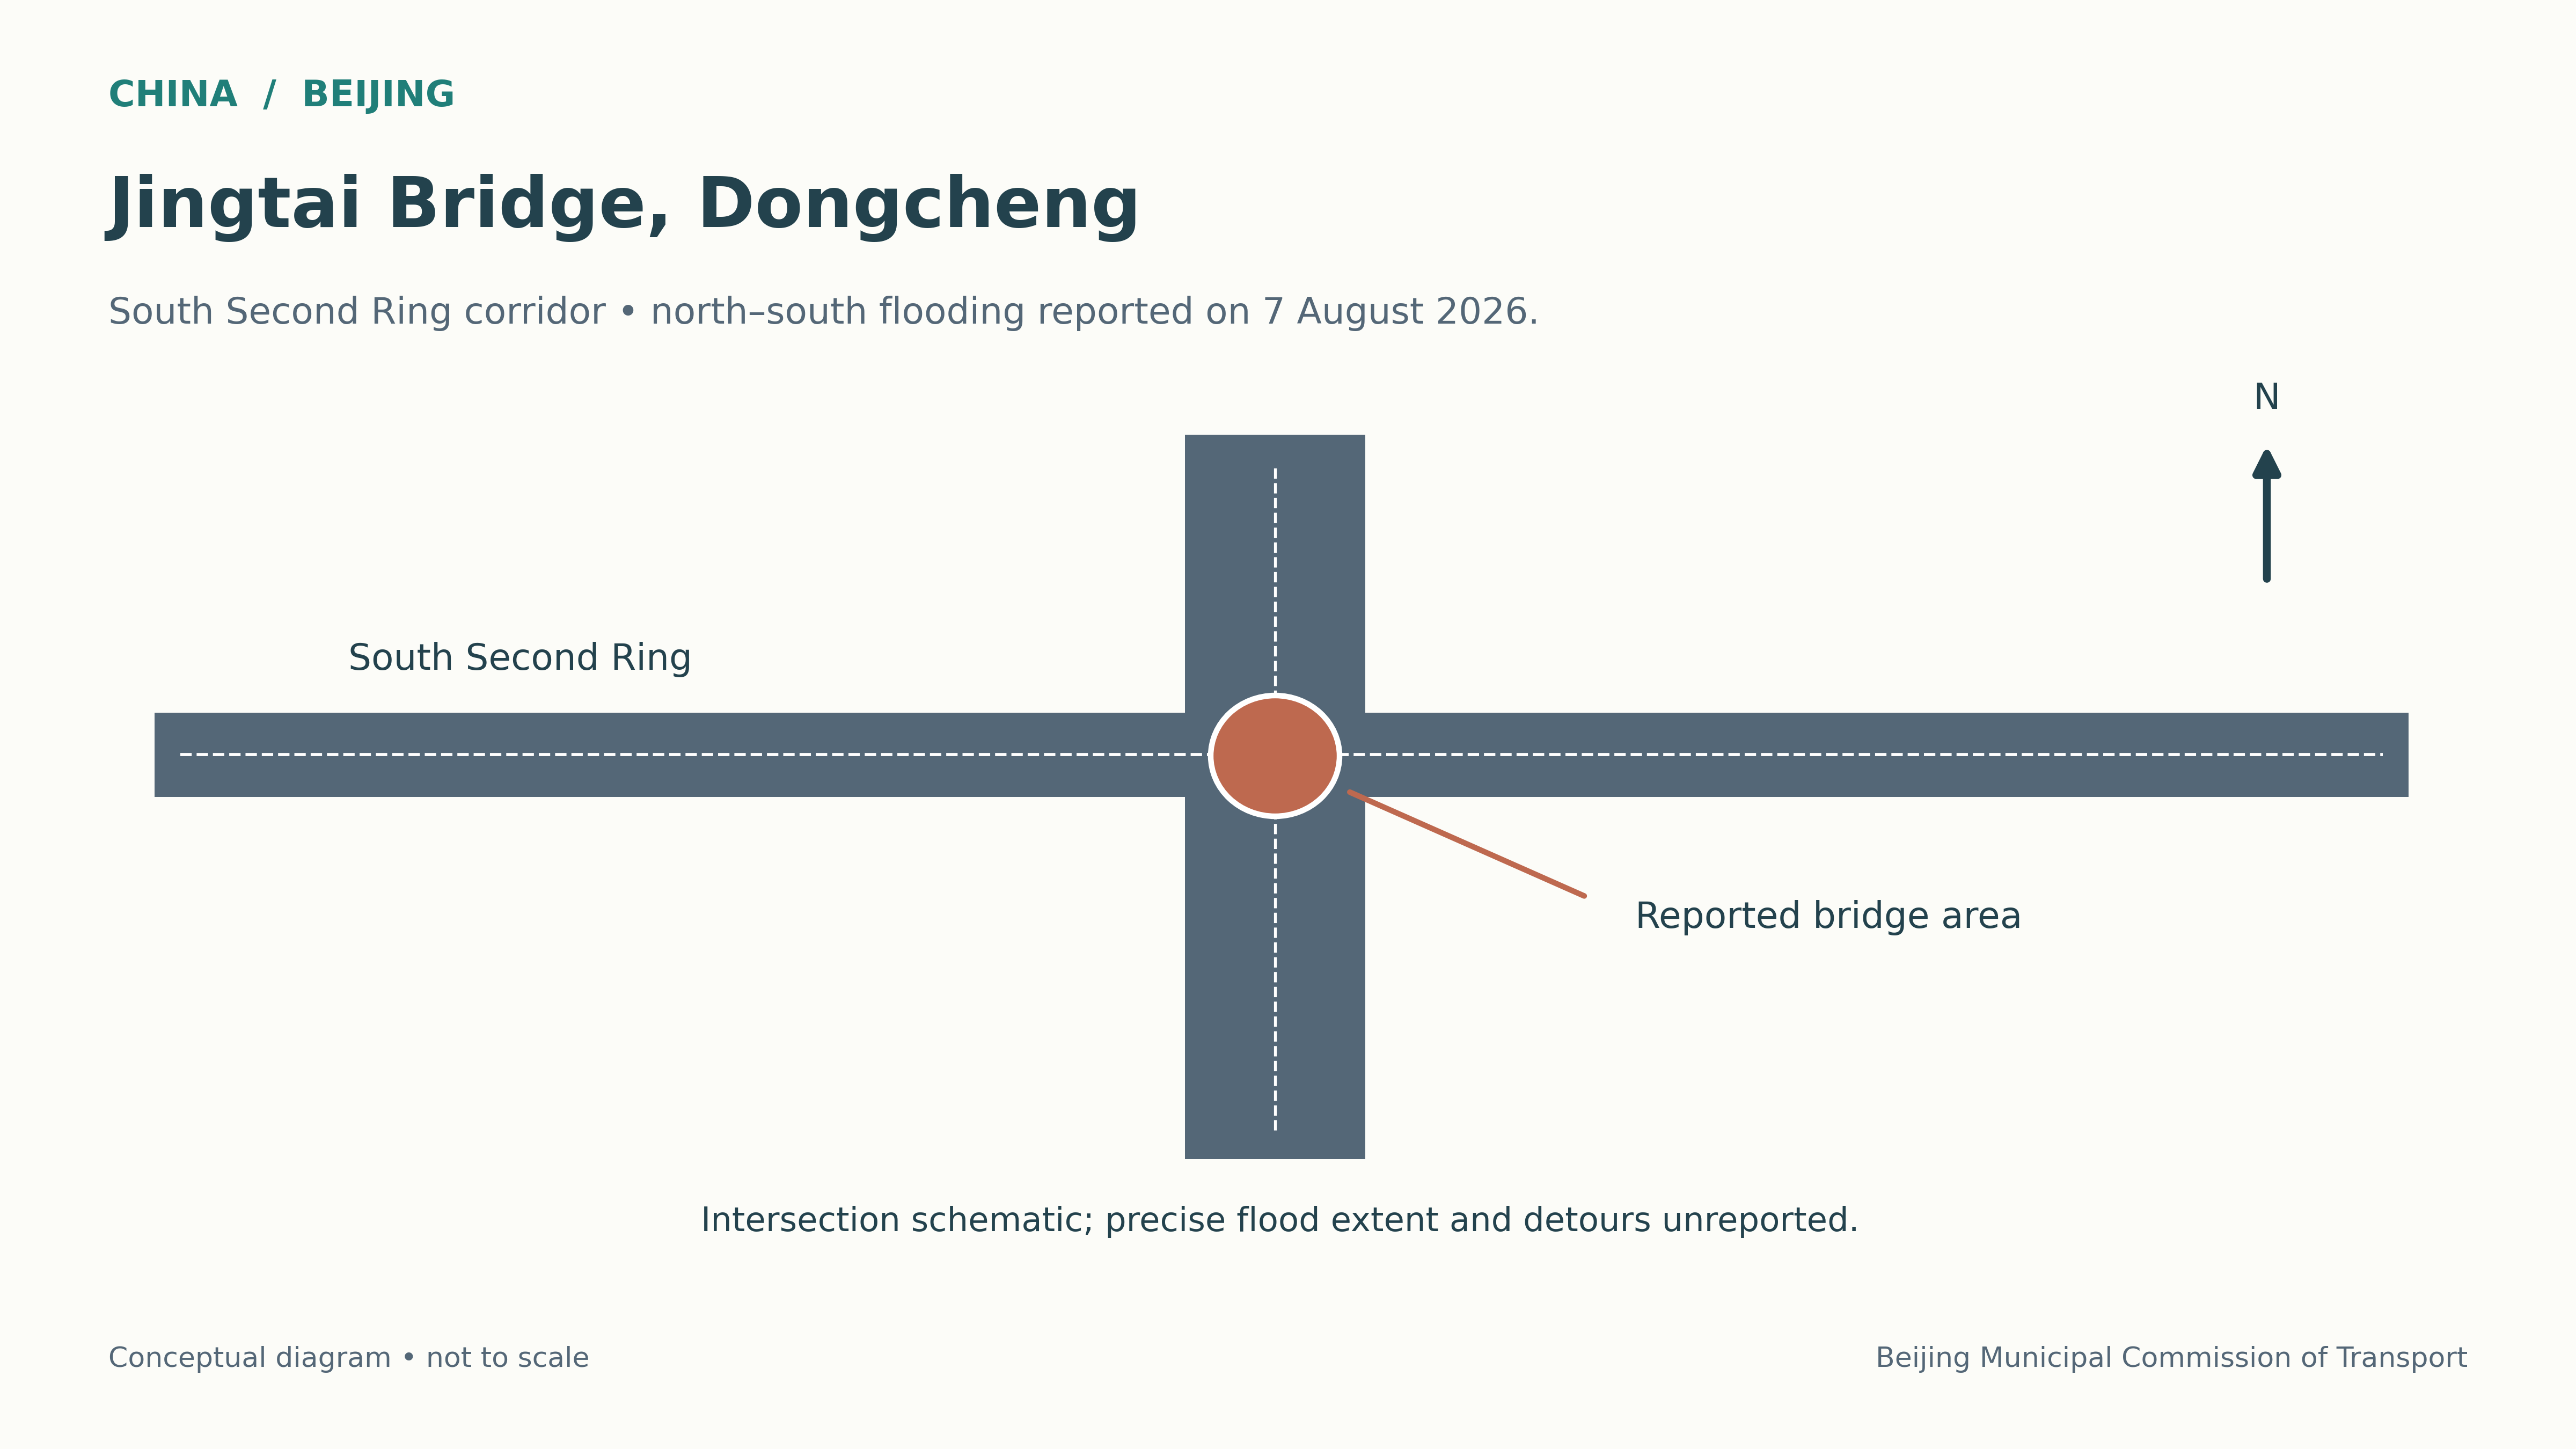 CHINA / BEIJING
Jingtai Bridge, Dongcheng
South Second Ring corridor • north–south flooding reported on 7 August 2026.
N
South Second Ring
Reported bridge area
Intersection schematic; precise flood extent and detours unreported.
Conceptual diagram • not to scale
Beijing Municipal Commission of Transport